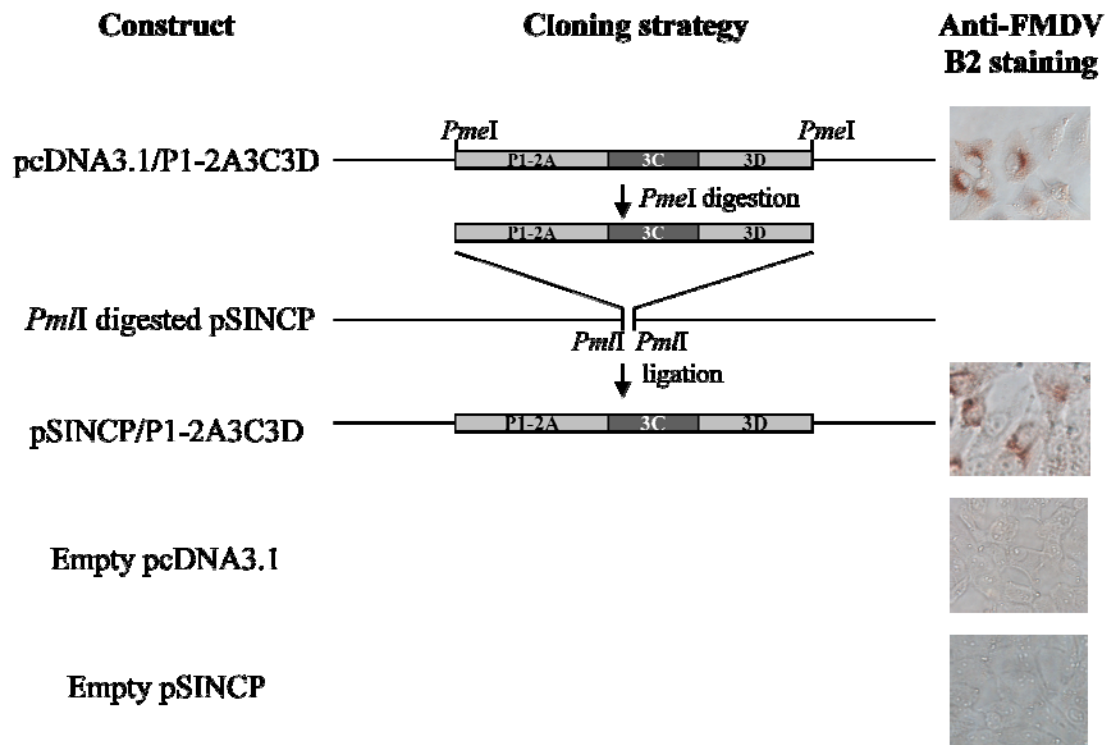 Construct
Cloning strategy
Anti-FMDV
B2 staining
PmeI
PmeI
pcDNA3.1/P1-2A3C3D
P1-2A
3C
3D
PmeI digestion
P1-2A
3C
3D
PmlI digested pSINCP
PmlI
PmlI
ligation
pSINCP/P1-2A3C3D
P1-2A
3C
3D
Empty pcDNA3.1
Empty pSINCP